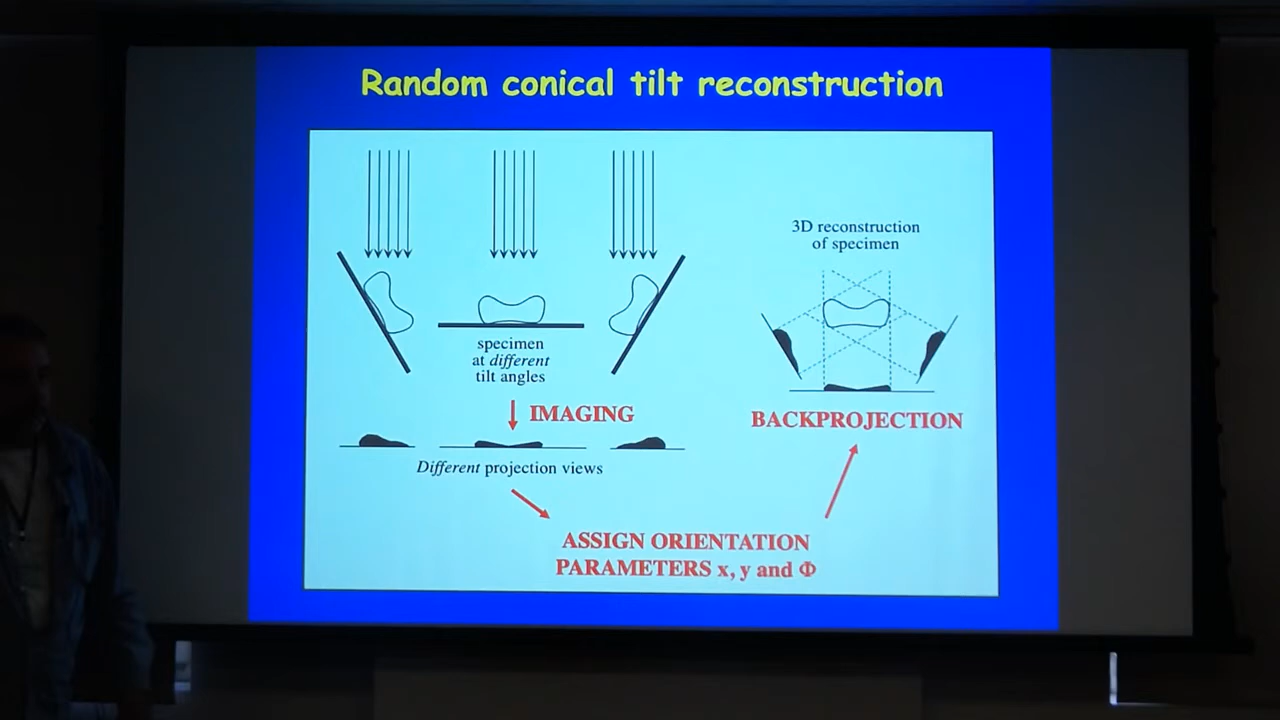 Random conical tilt reconstruction
3D reconstruction
of specimen
specimen
at different
tilt angles
IMAGING
BACKPROJECTION
Different projection views
ASSIGN ORIENTATION
PARAMETERS x, y and Φ